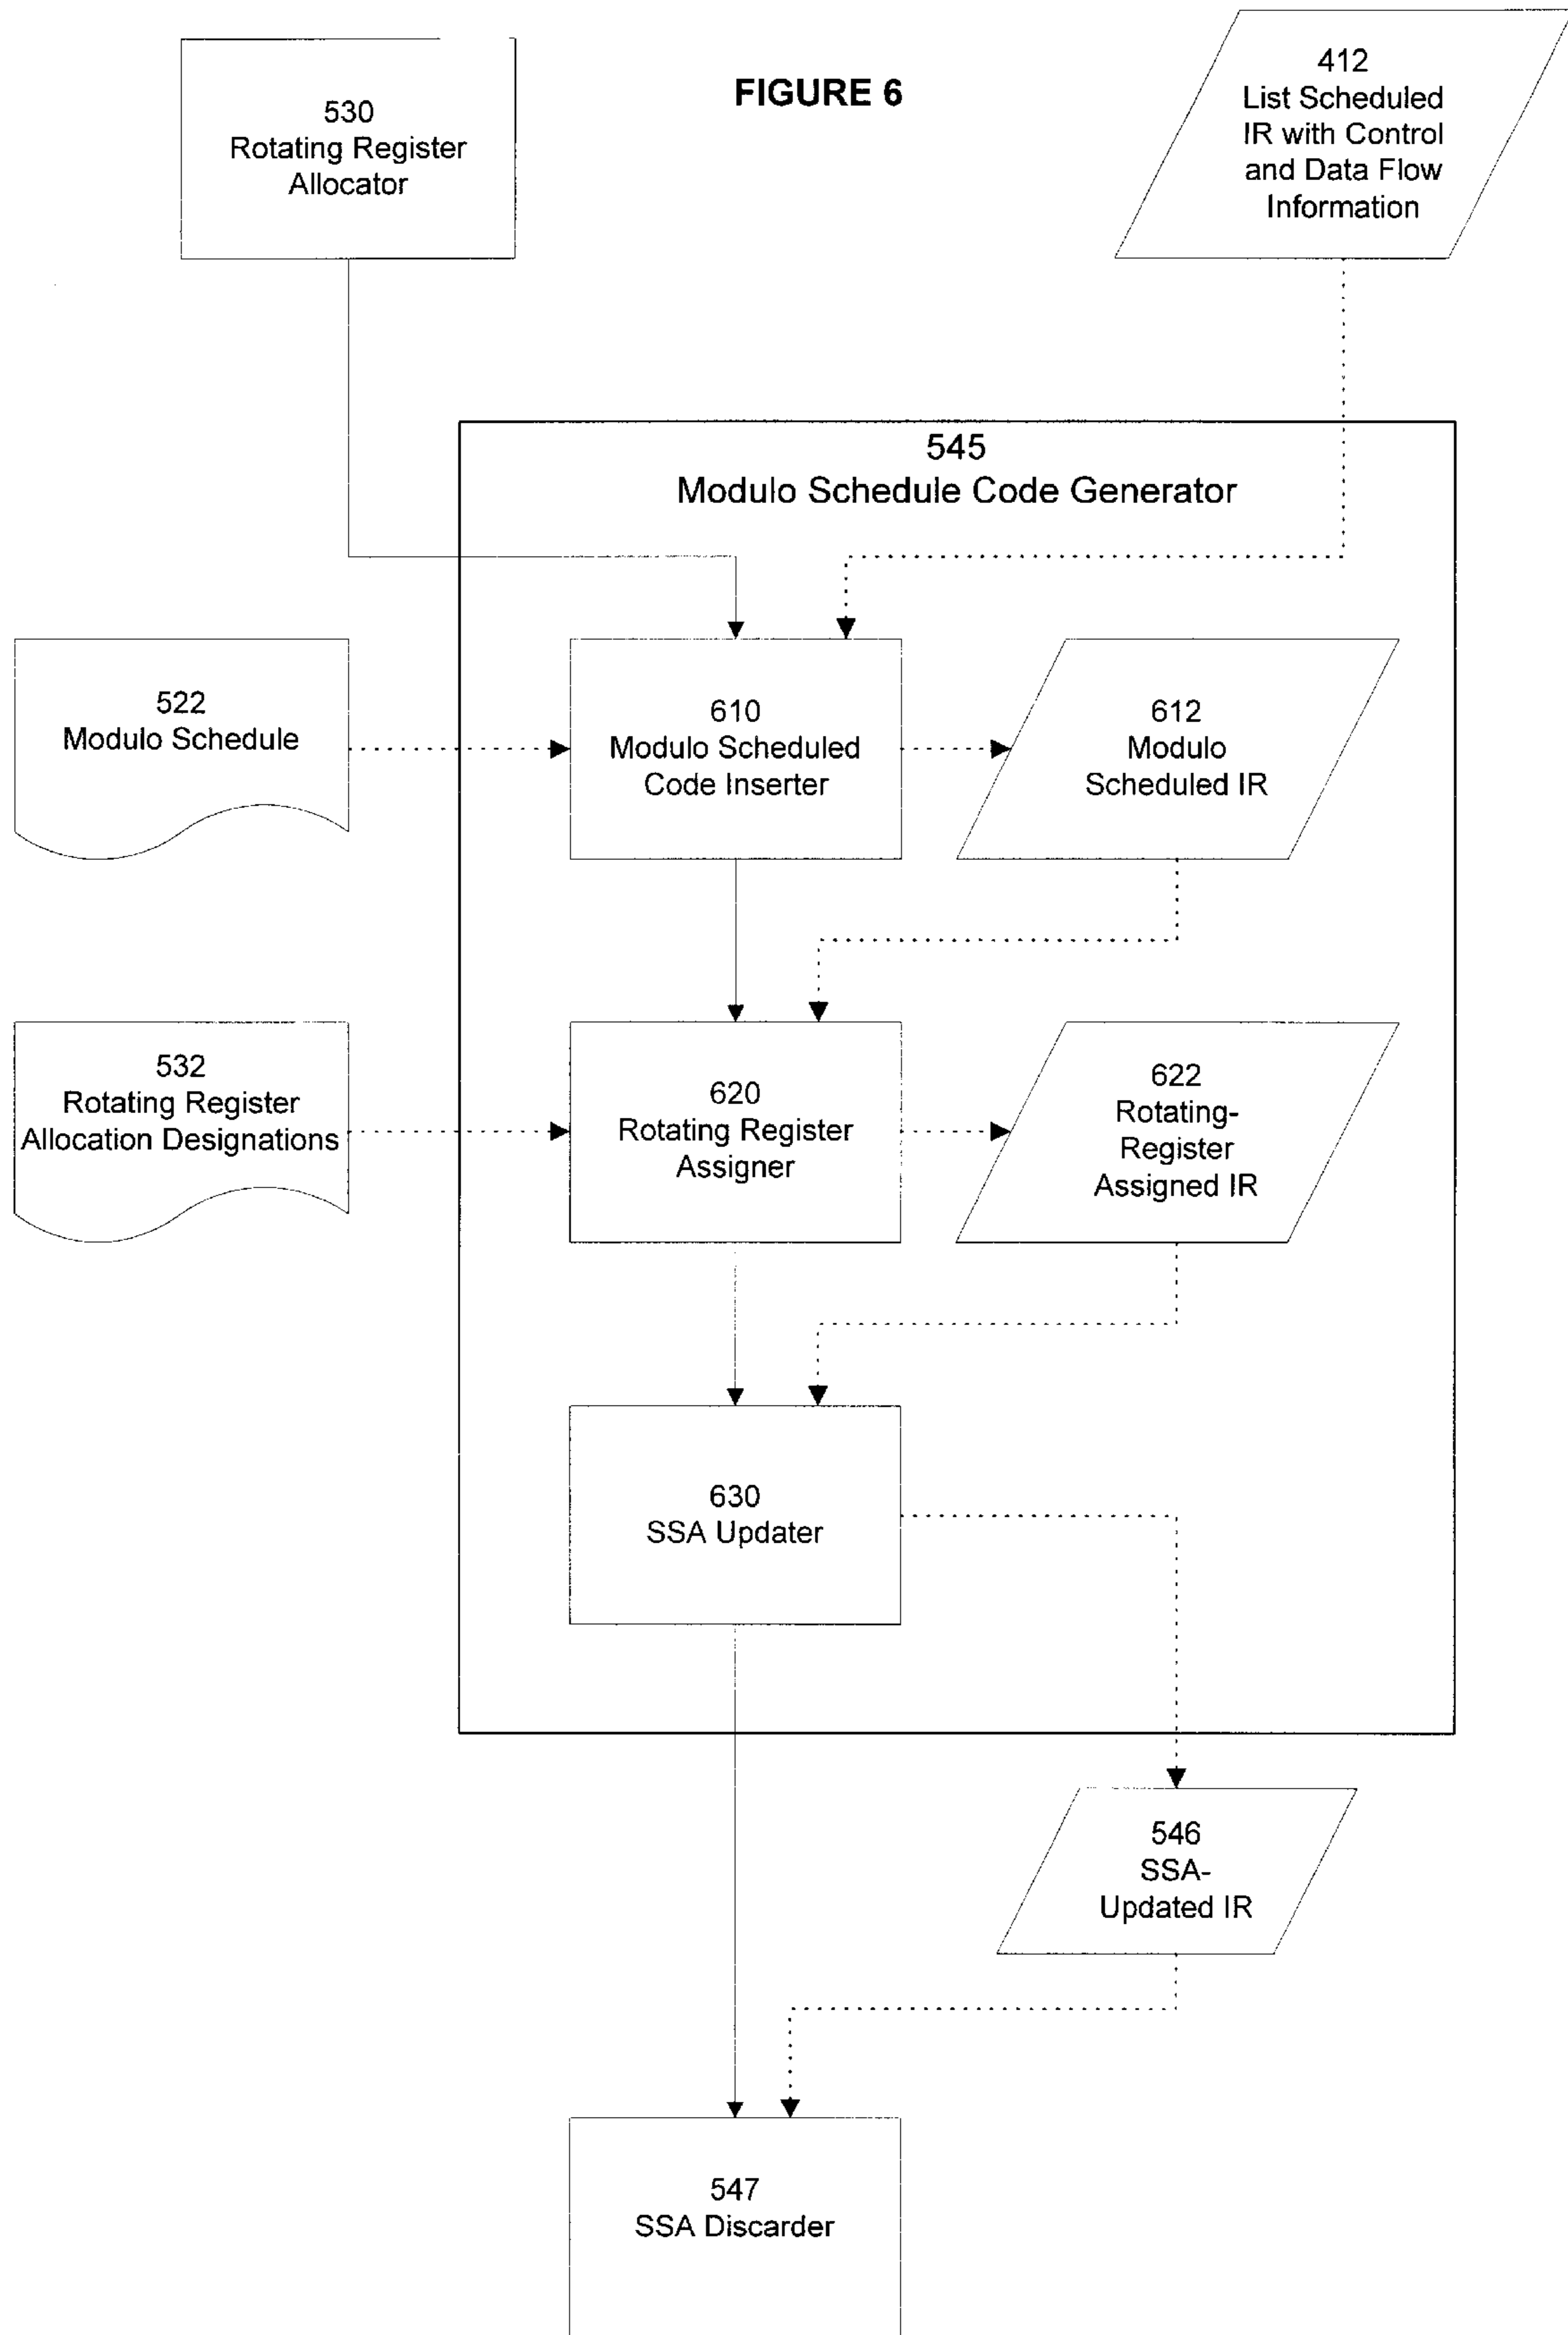 530
Rotating Register
Allocator
FIGURE 6
412
List Scheduled
IR with Control
and Data Flow
Information
545
Modulo Schedule Code Generator
522
Modulo Schedule
610
Modulo Scheduled
Code Inserter
612
Modulo
Scheduled IR
532
Rotating Register
Allocation Designations
620
Rotating Register
Assigner
622
Rotating-
Register
Assigned IR
630
SSA Updater
546
SSA-
Updated IR
547
SSA Discarder